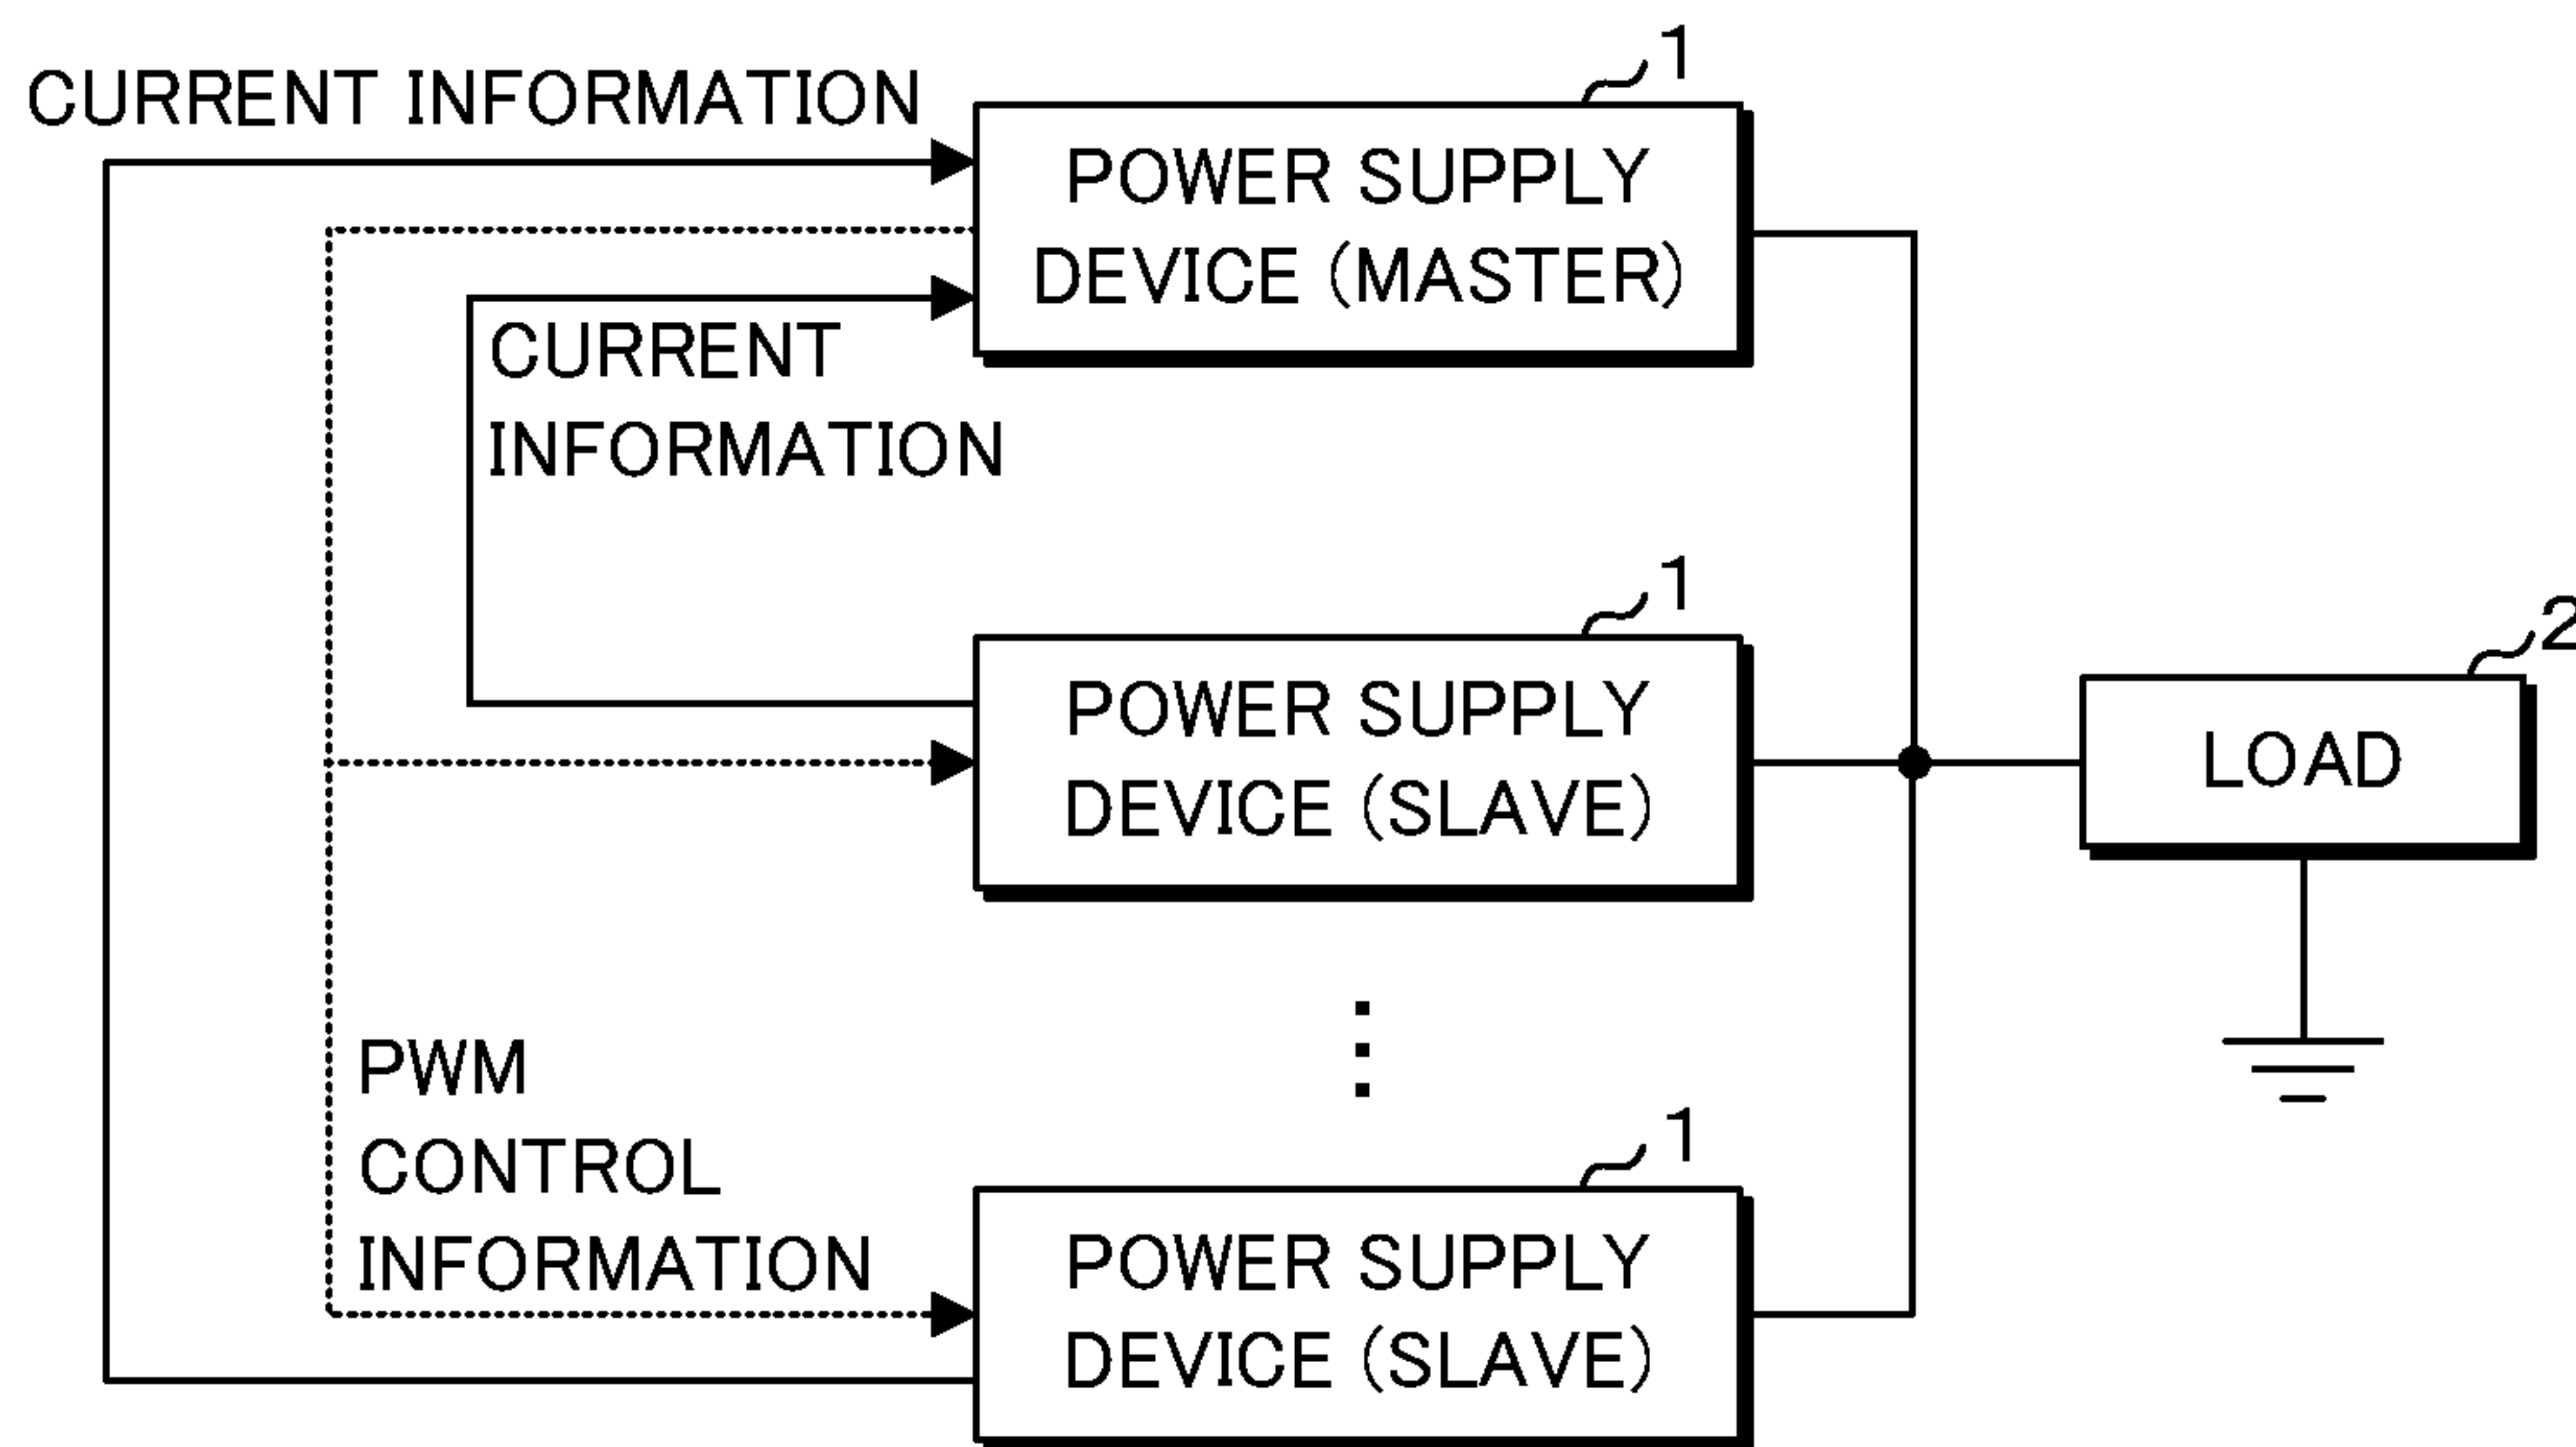 CURRENT INFORMATION
1
POWER SUPPLY
DEVICE (MASTER)
CURRENT
INFORMATION
1
POWER SUPPLY
DEVICE (SLAVE)
2
LOAD
PWM
CONTROL
INFORMATION
1
POWER SUPPLY
DEVICE (SLAVE)